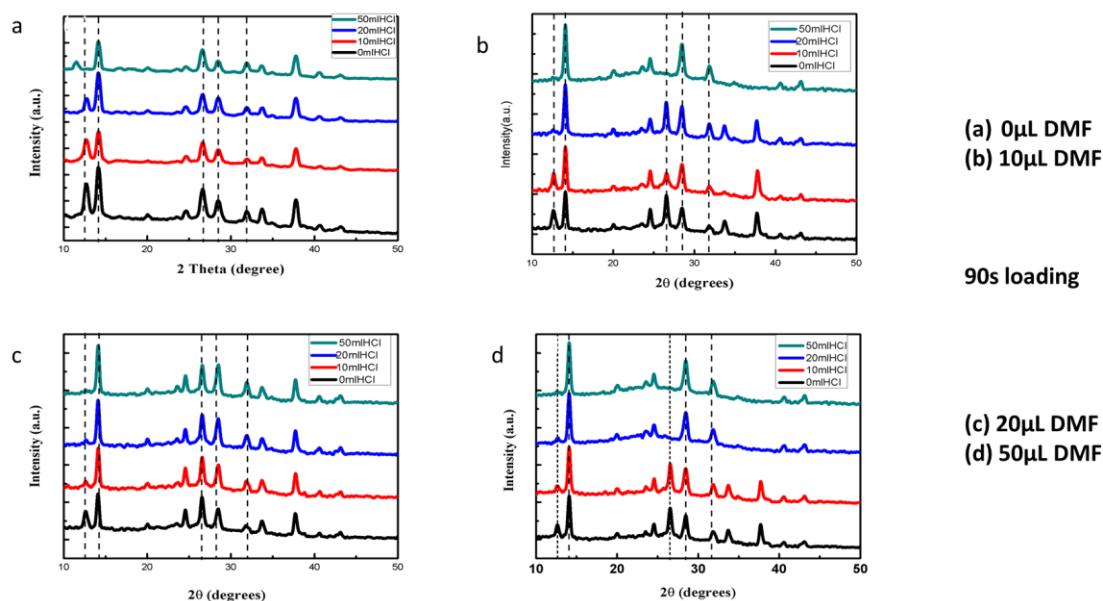 a
50mlHCl
20mlHCl
10mlHCl
0mlHCl
Intensity (a.u.)
10 20 30 40 50
2 Theta (degree)
b
50mlHCl
20mlHCl
10mlHCl
0mlHCl
Intensity(a.u.)
10 20 30 40 50
2θ (degrees)
(a) 0µL DMF
(b) 10µL DMF
90s loading
c
50mlHCl
20mlHCl
10mlHCl
0mlHCl
Intensity (a.u.)
10 20 30 40 50
2θ (degrees)
d
50mlHCl
20mlHCl
10mlHCl
0mlHCl
Intensity (a.u.)
10 20 30 40 50
2θ (degrees)
(c) 20µL DMF
(d) 50µL DMF